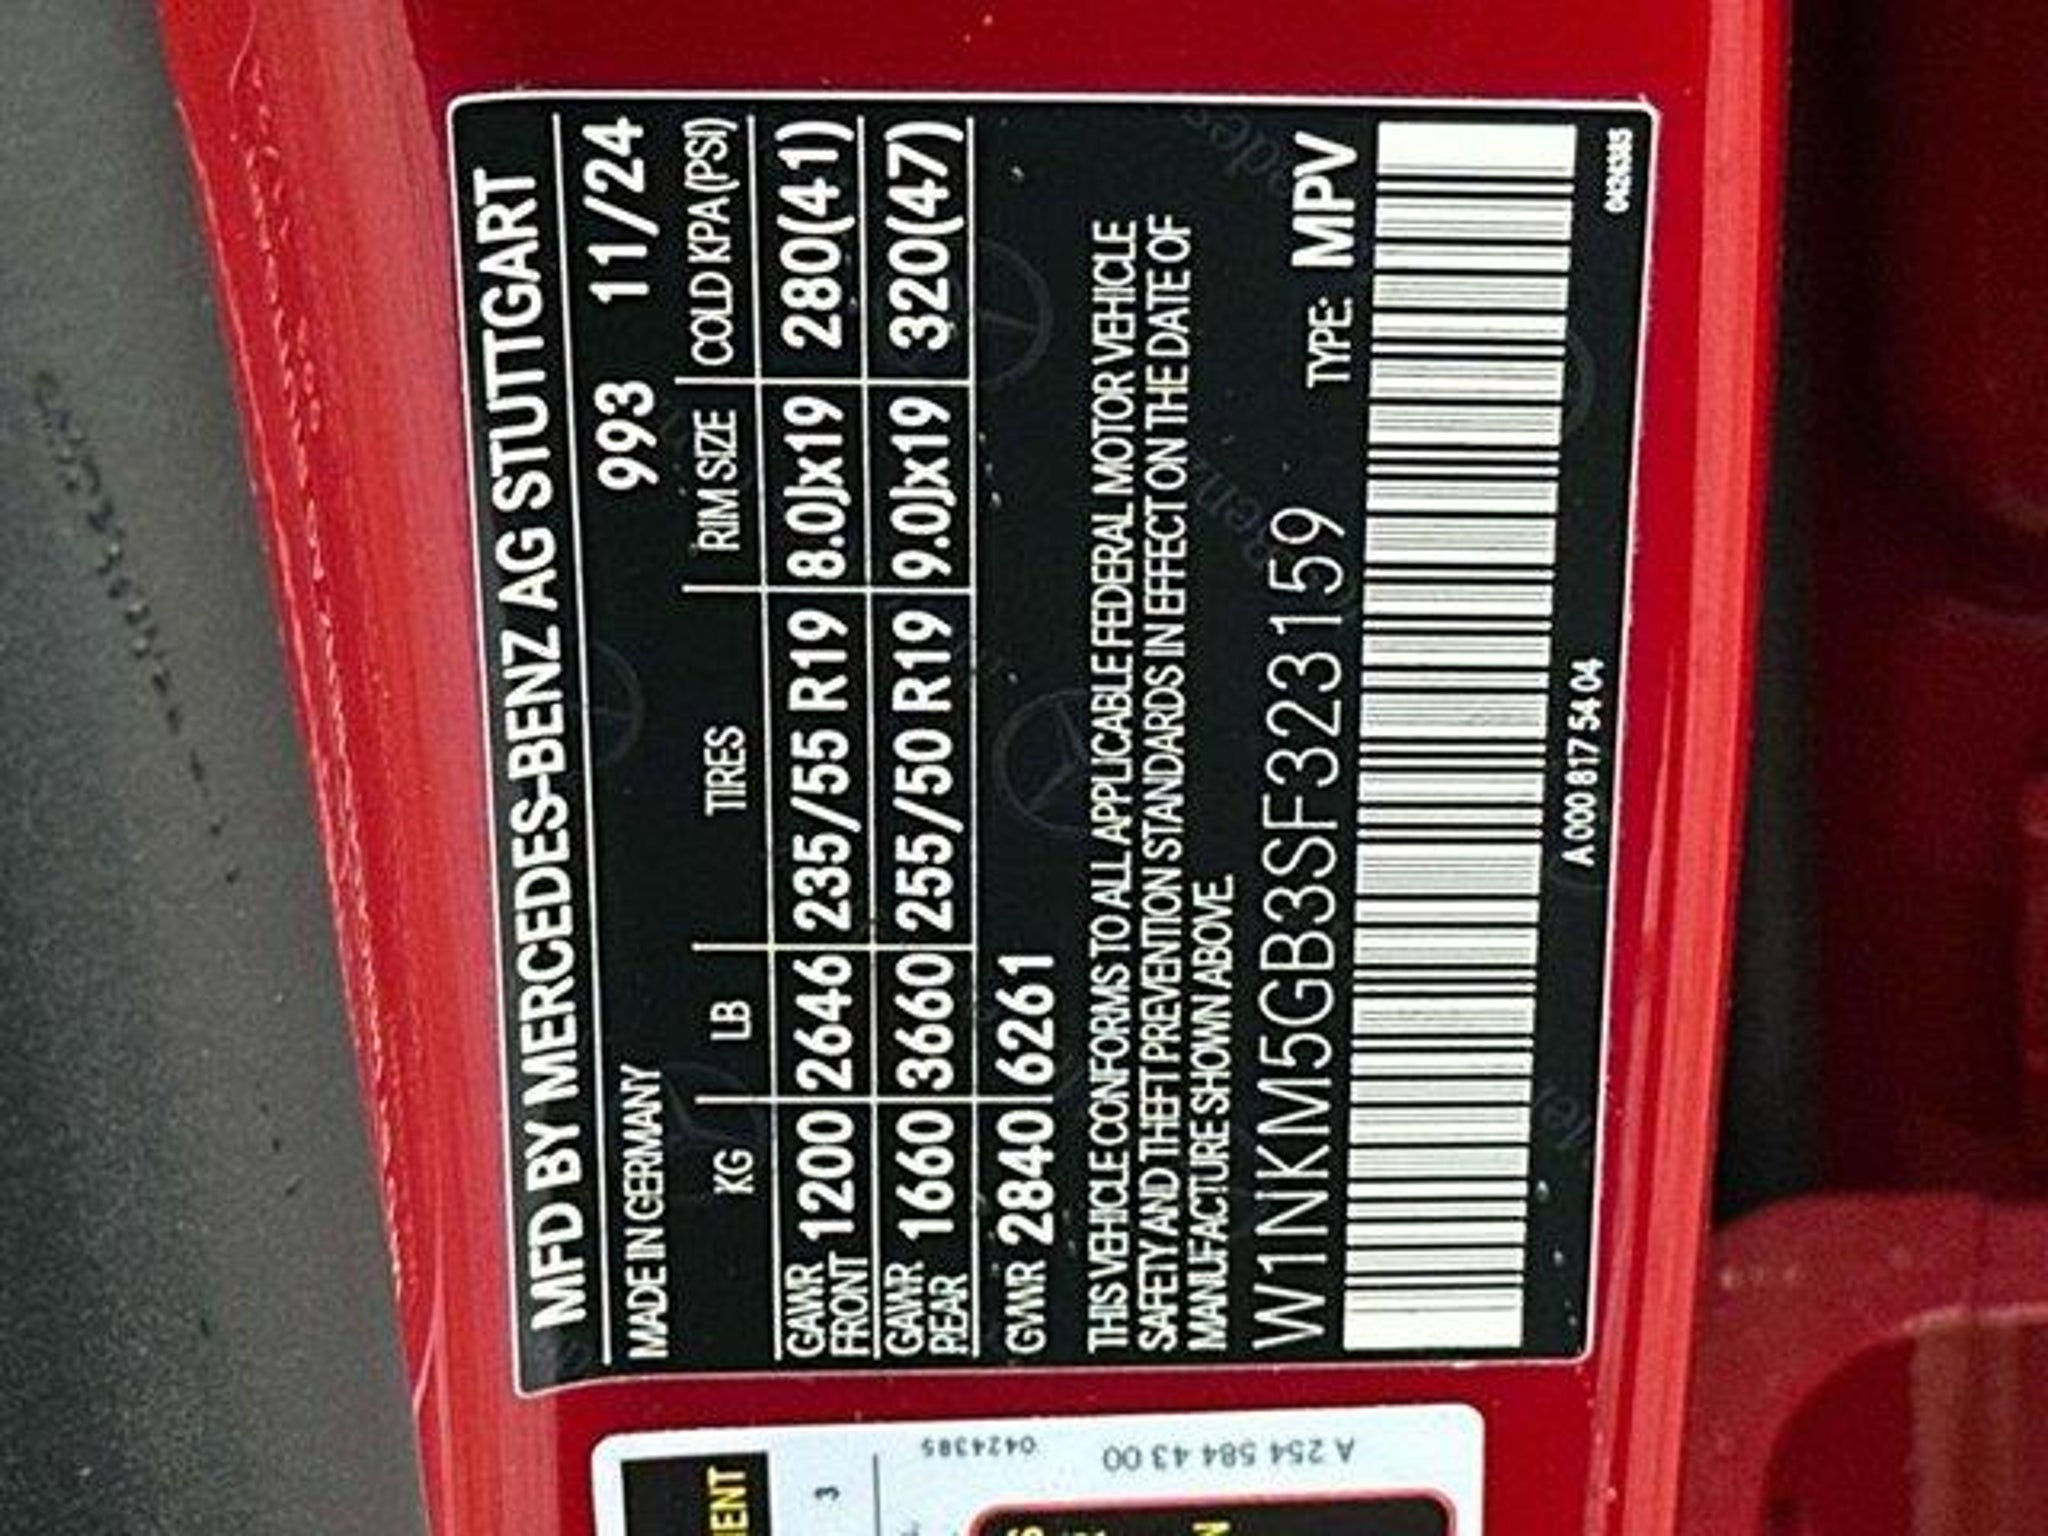 MFD BY MERCEDES-BENZ AG STUTTGART
MADE IN GERMANY 993 11/24
KG LB TIRES RIM SIZE COLD KPA(PSI)
GAWR FRONT 1200 2646 235/55 R19 8.0Jx19 280(41)
GAWR REAR 1660 3660 255/50 R19 9.0Jx19 320(47)
GVWR 2840 6261
THIS VEHICLE CONFORMS TO ALL APPLICABLE FEDERAL MOTOR VEHICLE
SAFETY AND THEFT PREVENTION STANDARDS IN EFFECT ON THE DATE OF
MANUFACTURE SHOWN ABOVE.
W1NKM5GB3SF323159 TYPE: MPV
A 000 817 54 04
0424385
A 254 584 43 00
0424385
3